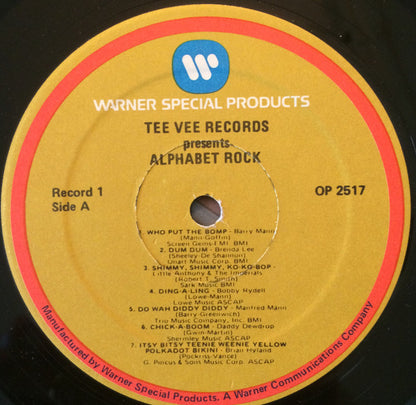 WARNER SPECIAL PRODUCTS
TEE VEE RECORDS
presents
ALPHABET ROCK
Record 1
Side A
OP 2517
1. WHO PUT THE BOMP - Barry Mann
(Mann-Goffin)
Screen Gems-EMI BMI
2. DUM DUM - Brenda Lee
(Sheeley-De Shannon)
Unart Music Corp. BMI
3. SHIMMY, SHIMMY, KO-KO-BOP -
Little Anthony & The Imperials
(Robert T. Smith)
Sark Music BMI
4. DING-A-LING - Bobby Rydell
(Lowe-Mann)
Lowe Music ASCAP
5. DO WAH DIDDY DIDDY - Manfred Mann
(Barry-Greenwich)
Trio Music Company, Inc. BMI
6. CHICK-A-BOOM - Daddy Dewdrop
(Gwin-Martin)
Shermley Music ASCAP
7. ITSY BITSY TEENIE WEENIE YELLOW
POLKADOT BIKINI - Brian Hyland
(Pockriss-Vance)
G. Pincus & Sons Music Corp. ASCAP
Manufactured by Warner Special Products. A Warner Communications Company